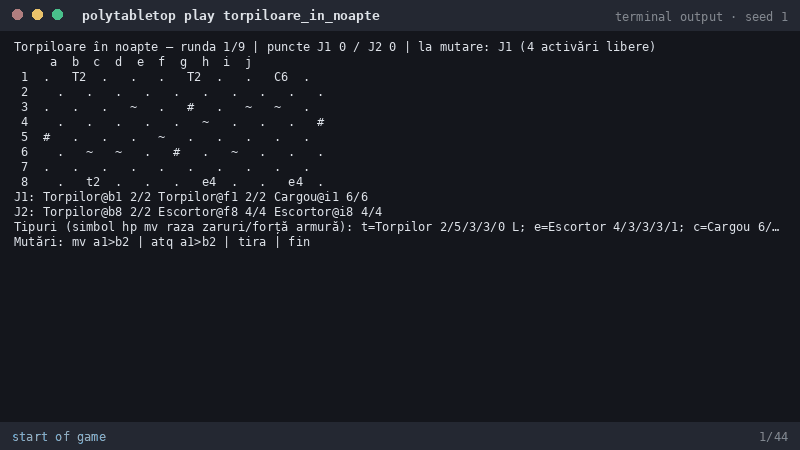 polytabletop play torpiloare_in_noapte
terminal output · seed 1
Torpiloare în noapte — runda 1/9 | puncte J1 0 / J2 0 | la mutare: J1 (4 activări libere)
a b c d e f g h i j
1 . T2 . . . T2 . . C6 .
2 . . . . . . . . . .
3 . . . ~ . # . ~ ~ .
4 . . . . . ~ . . . #
5 # . . . ~ . . . . .
6 . ~ ~ . # . ~ . . .
7 . . . . . . . . . .
8 . t2 . . . e4 . . e4 .
J1: Torpilor@b1 2/2 Torpilor@f1 2/2 Cargou@i1 6/6
J2: Torpilor@b8 2/2 Escortor@f8 4/4 Escortor@i8 4/4
Tipuri (simbol hp mv raza zaruri/forță armură): t=Torpilor 2/5/3/3/0 L; e=Escortor 4/3/3/3/1; c=Cargou 6/…
Mutări: mv a1>b2 | atq a1>b2 | tira | fin
start of game
1/44